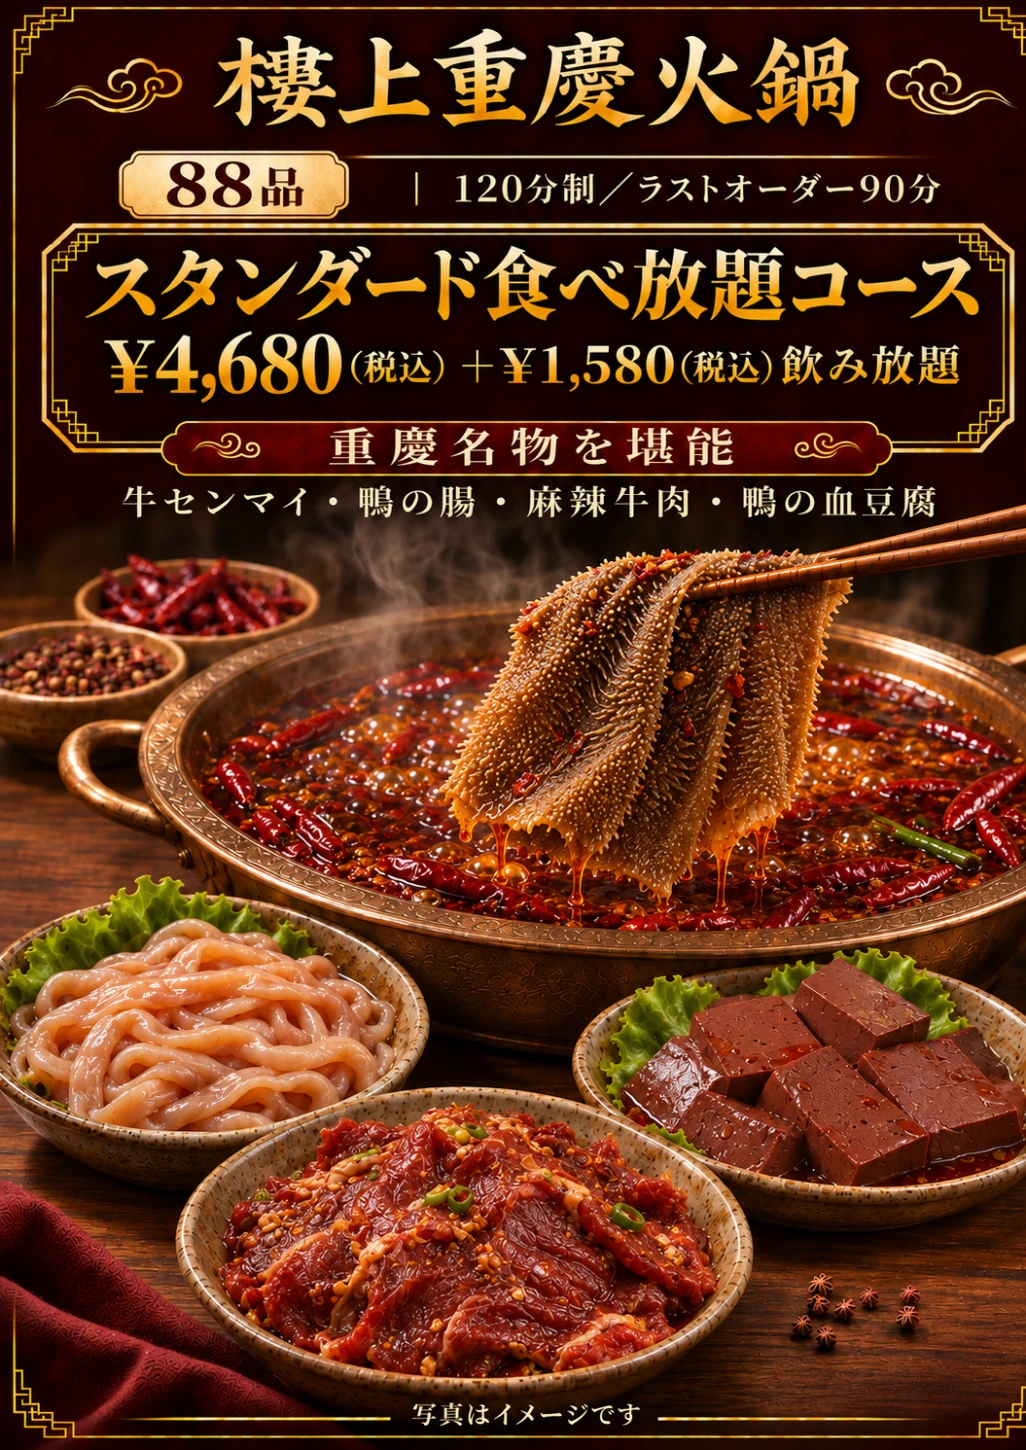 樓上重慶火鍋
88品 | 120分制／ラストオーダー90分
スタンダード食べ放題コース
¥4,680(税込)＋¥1,580(税込)飲み放題
重慶名物を堪能
牛センマイ・鴨の腸・麻辣牛肉・鴨の血豆腐
写真はイメージです